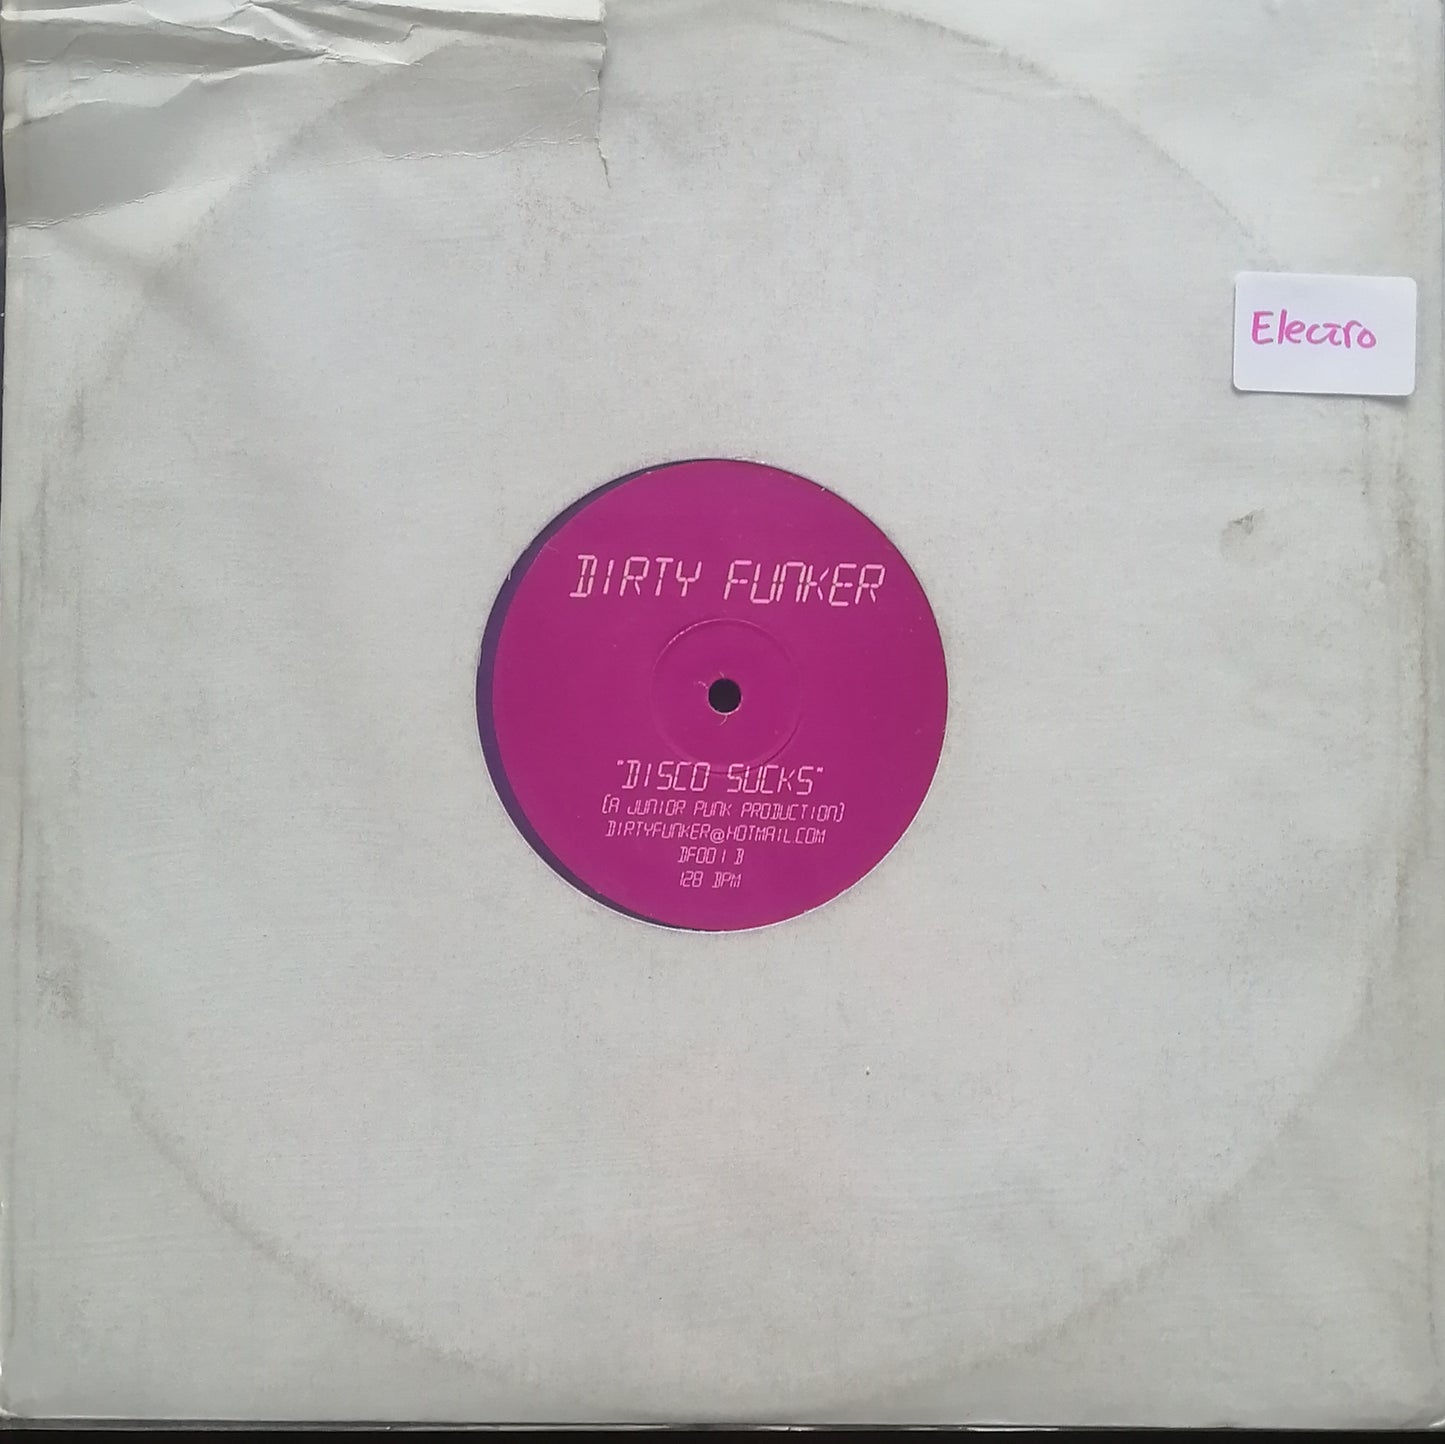 Electro
DIRTY FUNKER
"DISCO SUCKS"
(A JUNIOR PUNK PRODUCTION)
DIRTYFUNKER@HOTMAIL.COM
DF001 B
128 BPM